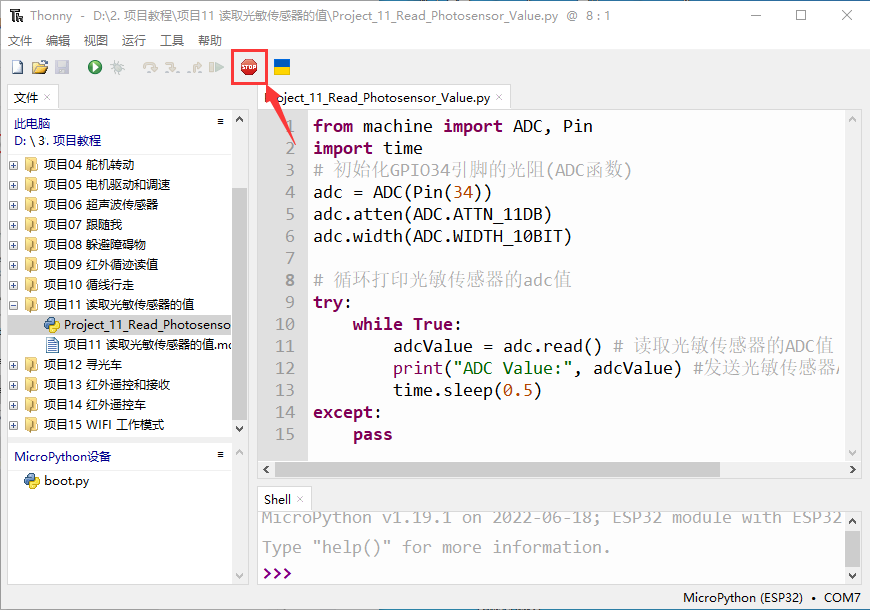 Thonny - D:\2. 项目教程\项目11 读取光敏传感器的值\Project_11_Read_Photosensor_Value.py @ 8 : 1
文件 编辑 视图 运行 工具 帮助
STOP
文件 ×
此电脑
D: \ 3. 项目教程
项目04 舵机转动
项目05 电机驱动和调速
项目06 超声波传感器
项目07 跟随我
项目08 躲避障碍物
项目09 红外循迹读值
项目10 循线行走
项目11 读取光敏传感器的值
Project_11_Read_Photosenso
项目11 读取光敏传感器的值.mc
项目12 寻光车
项目13 红外遥控和接收
项目14 红外遥控车
项目15 WIFI 工作模式
MicroPython设备
boot.py
oject_11_Read_Photosensor_Value.py ×
1 from machine import ADC, Pin
2 import time
3 # 初始化GPIO34引脚的光阻(ADC函数)
4 adc = ADC(Pin(34))
5 adc.atten(ADC.ATTN_11DB)
6 adc.width(ADC.WIDTH_10BIT)
7
8 # 循环打印光敏传感器的adc值
9 try:
10 while True:
11 adcValue = adc.read() # 读取光敏传感器的ADC值
12 print("ADC Value:", adcValue) #发送光敏传感器
13 time.sleep(0.5)
14 except:
15 pass
Shell ×
MicroPython v1.19.1 on 2022-06-18; ESP32 module with ESP32
Type "help()" for more information.
>>>
MicroPython (ESP32) • COM7